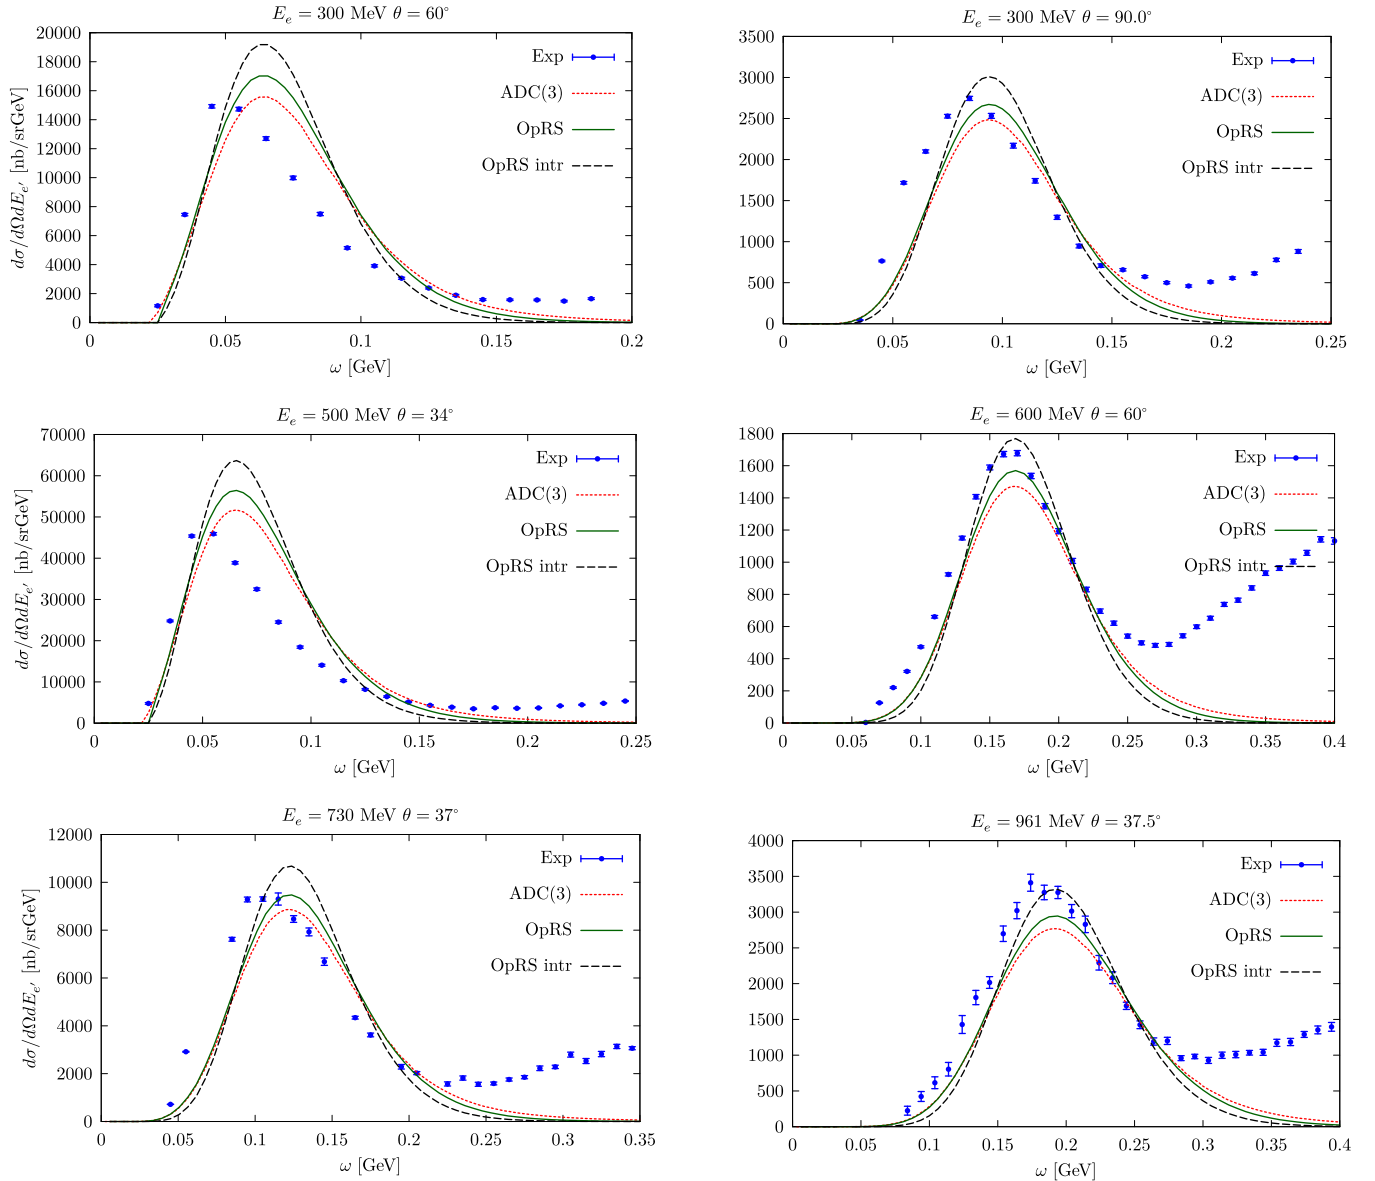 E_e = 300 MeV θ = 60°
20000
18000
16000
14000
12000
10000
8000
6000
4000
2000
0
dσ/dΩdE_e′ [nb/srGeV]
Exp
ADC(3)
OpRS
OpRS intr
0 0.05 0.1 0.15 0.2
ω [GeV]
E_e = 300 MeV θ = 90.0°
3500
3000
2500
2000
1500
1000
500
0
Exp
ADC(3)
OpRS
OpRS intr
0 0.05 0.1 0.15 0.2 0.25
ω [GeV]
E_e = 500 MeV θ = 34°
70000
60000
50000
40000
30000
20000
10000
0
dσ/dΩdE_e′ [nb/srGeV]
Exp
ADC(3)
OpRS
OpRS intr
0 0.05 0.1 0.15 0.2 0.25
ω [GeV]
E_e = 600 MeV θ = 60°
1800
1600
1400
1200
1000
800
600
400
200
0
Exp
ADC(3)
OpRS
OpRS intr
0 0.05 0.1 0.15 0.2 0.25 0.3 0.35 0.4
ω [GeV]
E_e = 730 MeV θ = 37°
12000
10000
8000
6000
4000
2000
0
dσ/dΩdE_e′ [nb/srGeV]
Exp
ADC(3)
OpRS
OpRS intr
0 0.05 0.1 0.15 0.2 0.25 0.3 0.35
ω [GeV]
E_e = 961 MeV θ = 37.5°
4000
3500
3000
2500
2000
1500
1000
500
0
Exp
ADC(3)
OpRS
OpRS intr
0 0.05 0.1 0.15 0.2 0.25 0.3 0.35 0.4
ω [GeV]